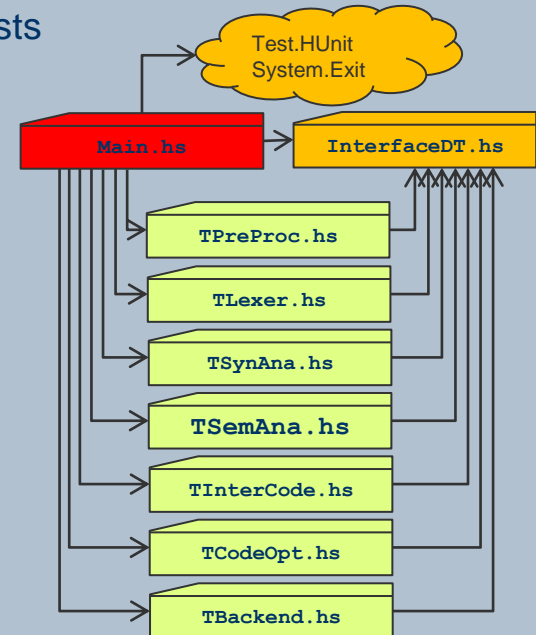 sts
Test.HUnit
System.Exit
Main.hs
InterfaceDT.hs
TPreProc.hs
TLexer.hs
TSynAna.hs
TSemAna.hs
TInterCode.hs
TCodeOpt.hs
TBackend.hs